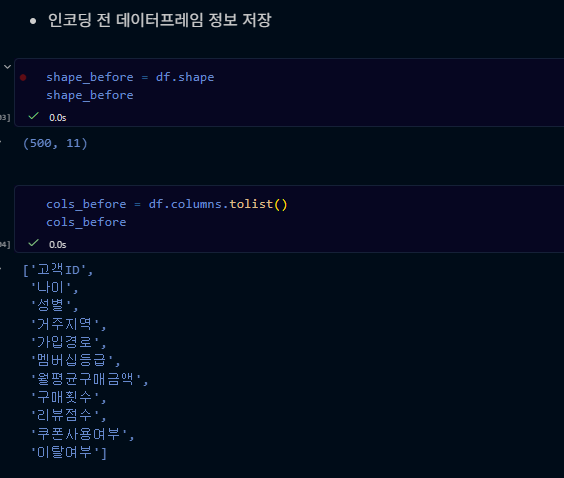 • 인코딩 전 데이터프레임 정보 저장
shape_before = df.shape
shape_before
3]
0.0s
(500, 11)
cols_before = df.columns.tolist()
cols_before
4]
0.0s
['고객ID',
'나이',
'성별',
'거주지역',
'가입경로',
'멤버십등급',
'월평균구매금액',
'구매횟수',
'리뷰점수',
'쿠폰사용여부',
'이탈여부']